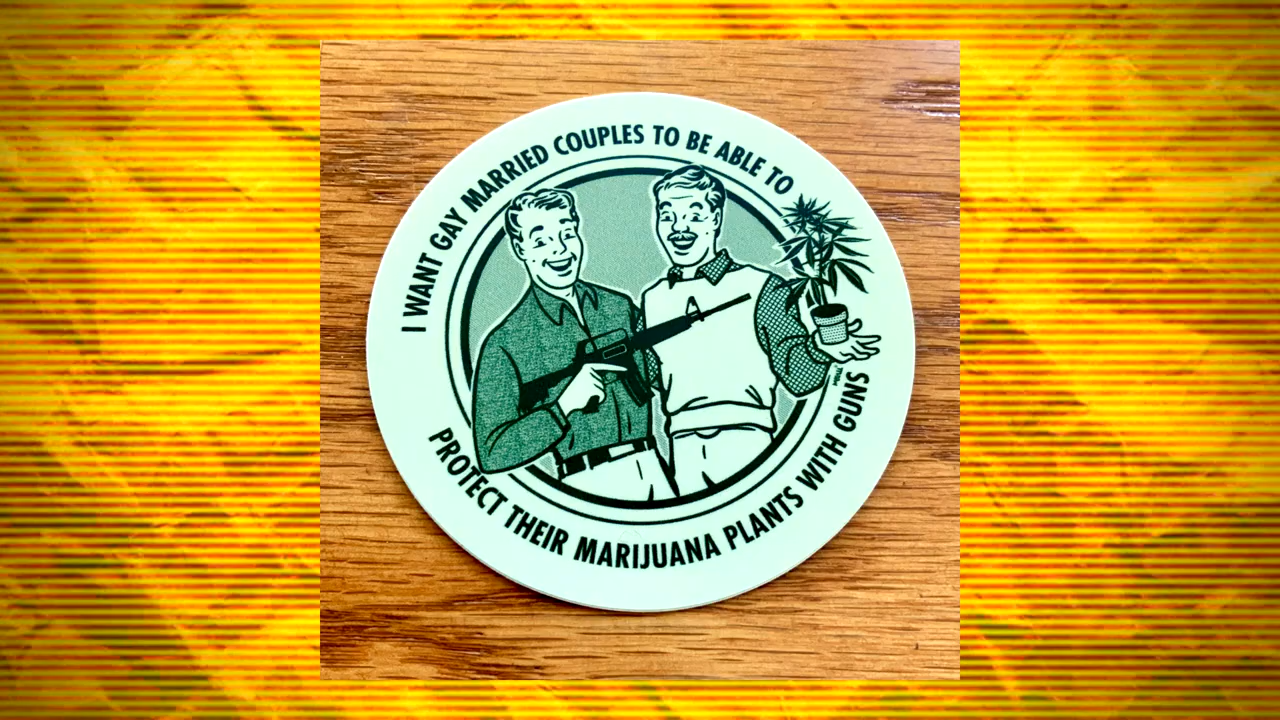 I WANT GAY MARRIED COUPLES TO BE ABLE TO
PROTECT THEIR MARIJUANA PLANTS WITH GUNS